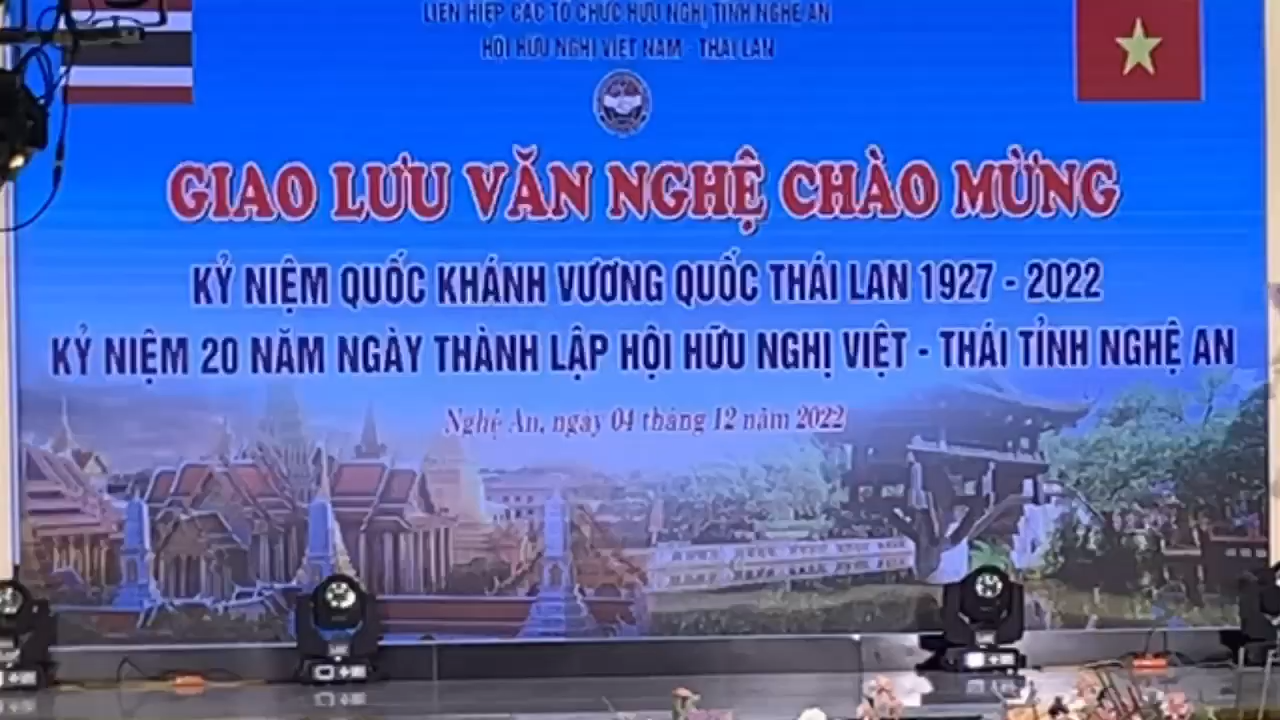 LIÊN HIỆP CÁC TỔ CHỨC HỮU NGHỊ TỈNH NGHỆ AN
HỘI HỮU NGHỊ VIỆT NAM - THÁI LAN
GIAO LƯU VĂN NGHỆ CHÀO MỪNG
KỶ NIỆM QUỐC KHÁNH VƯƠNG QUỐC THÁI LAN 1927 - 2022
KỶ NIỆM 20 NĂM NGÀY THÀNH LẬP HỘI HỮU NGHỊ VIỆT - THÁI TỈNH NGHỆ AN
Nghệ An, ngày 04 tháng 12 năm 2022